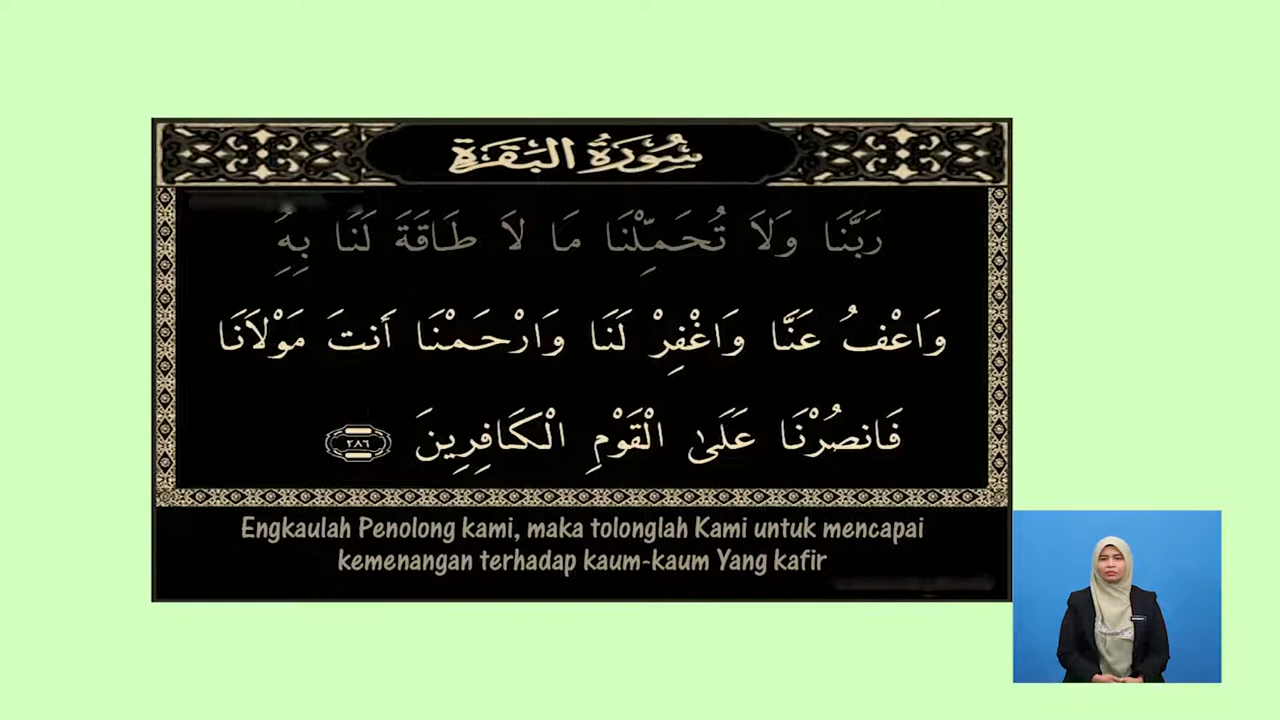 سُورَةُ البَقَرَةِ
رَبَّنَا وَلَا تُحَمِّلْنَا مَا لَا طَاقَةَ لَنَا بِهِ
وَاعْفُ عَنَّا وَاغْفِرْ لَنَا وَارْحَمْنَا أَنتَ مَوْلَانَا
فَانصُرْنَا عَلَىٰ الْقَوْمِ الْكَافِرِينَ ٢٨٦
Engkaulah Penolong kami, maka tolonglah Kami untuk mencapai
kemenangan terhadap kaum-kaum Yang kafir